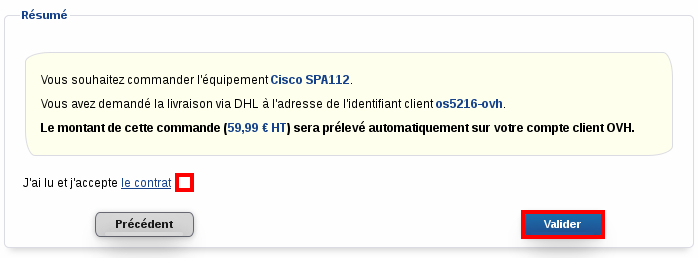 Résumé
Vous souhaitez commander l'équipement Cisco SPA112.
Vous avez demandé la livraison via DHL à l'adresse de l'identifiant client os5216-ovh.
Le montant de cette commande (59,99 € HT) sera prélevé automatiquement sur votre compte client OVH.
J'ai lu et j'accepte le contrat
Précédent Valider